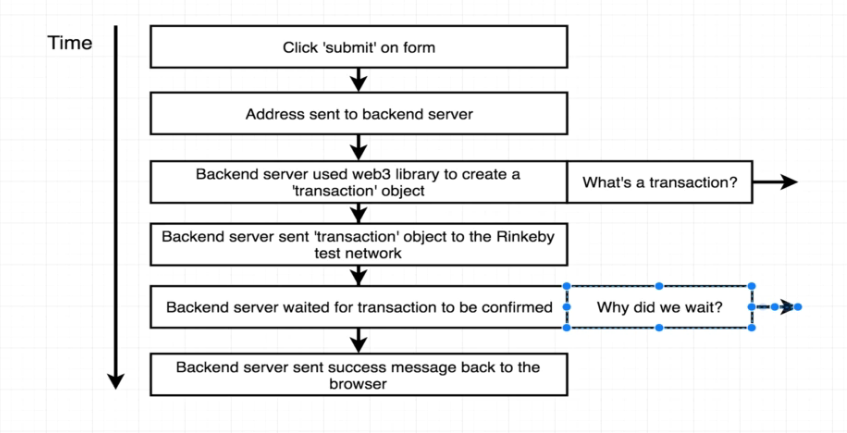 Time
Click 'submit' on form
Address sent to backend server
Backend server used web3 library to create a
'transaction' object
What's a transaction?
Backend server sent 'transaction' object to the Rinkeby
test network
Backend server waited for transaction to be confirmed
Why did we wait?
Backend server sent success message back to the
browser